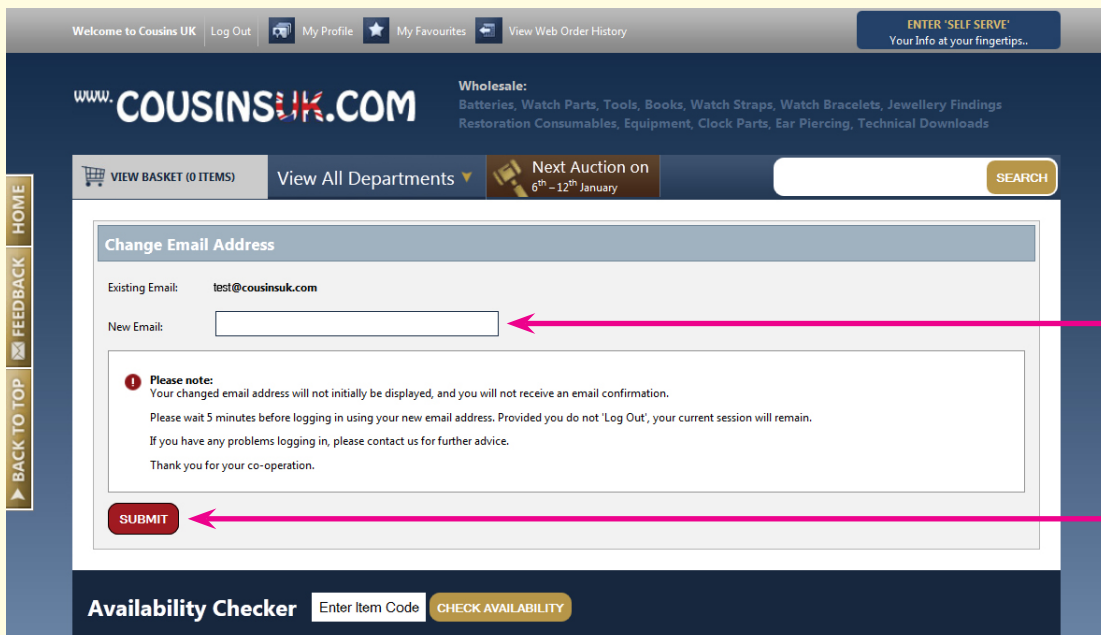 Welcome to Cousins UK Log Out My Profile My Favourites View Web Order History
ENTER 'SELF SERVE'
Your Info at your fingertips..
www.COUSINSUK.COM
Wholesale:
Batteries, Watch Parts, Tools, Books, Watch Straps, Watch Bracelets, Jewellery Findings
Restoration Consumables, Equipment, Clock Parts, Ear Piercing, Technical Downloads
VIEW BASKET (0 ITEMS)
View All Departments
Next Auction on
6th – 12th January
SEARCH
HOME
FEEDBACK
BACK TO TOP
Change Email Address
Existing Email: test@cousinsuk.com
New Email:
Please note:
Your changed email address will not initially be displayed, and you will not receive an email confirmation.
Please wait 5 minutes before logging in using your new email address. Provided you do not 'Log Out', your current session will remain.
If you have any problems logging in, please contact us for further advice.
Thank you for your co-operation.
SUBMIT
Availability Checker Enter Item Code CHECK AVAILABILITY